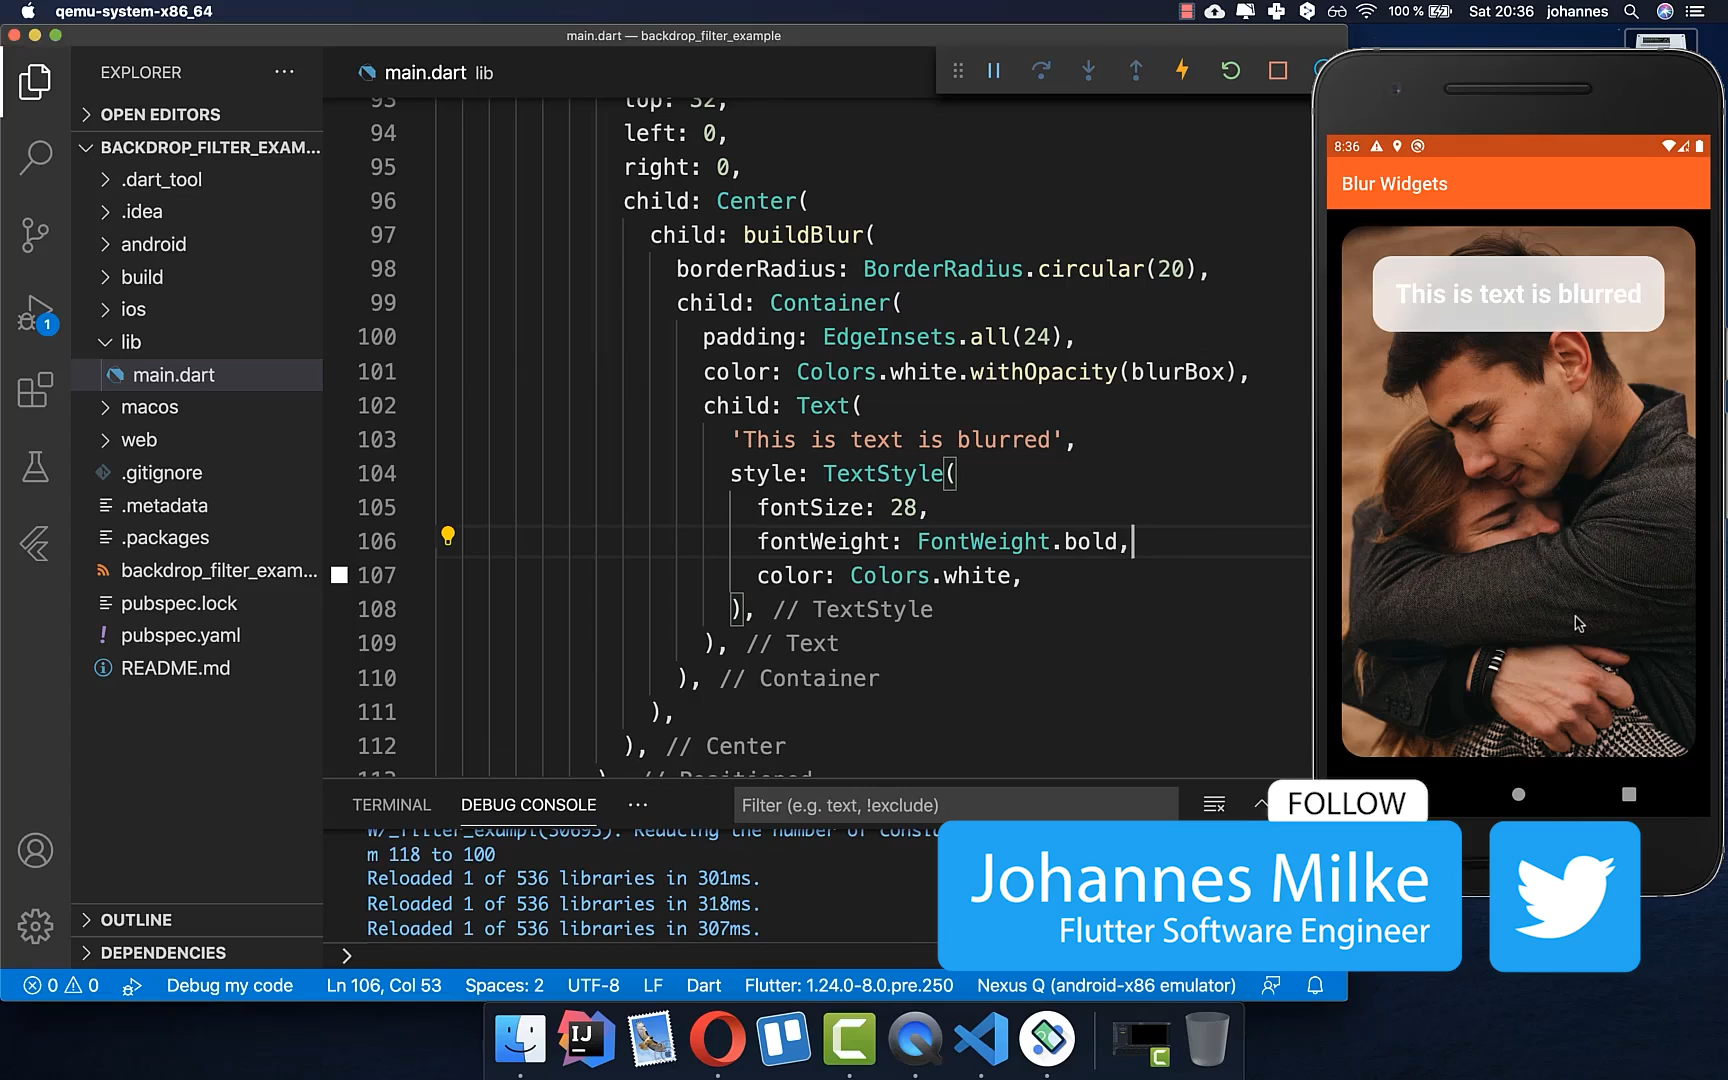 qemu-system-x86_64
100 %
Sat 20:36
johannes
main.dart — backdrop_filter_example
EXPLORER
main.dart lib
OPEN EDITORS
BACKDROP_FILTER_EXAM...
.dart_tool
.idea
android
build
ios
1
lib
main.dart
macos
web
.gitignore
.metadata
.packages
backdrop_filter_exam...
pubspec.lock
! pubspec.yaml
README.md
OUTLINE
DEPENDENCIES
93 top: 32,
94 left: 0,
95 right: 0,
96 child: Center(
97 child: buildBlur(
98 borderRadius: BorderRadius.circular(20),
99 child: Container(
100 padding: EdgeInsets.all(24),
101 color: Colors.white.withOpacity(blurBox),
102 child: Text(
103 'This is text is blurred',
104 style: TextStyle(
105 fontSize: 28,
106 fontWeight: FontWeight.bold,
107 color: Colors.white,
108 ), // TextStyle
109 ), // Text
110 ), // Container
111 ),
112 ), // Center
113 ), // Positioned
TERMINAL
DEBUG CONSOLE
Filter (e.g. text, !exclude)
m 118 to 100
Reloaded 1 of 536 libraries in 301ms.
Reloaded 1 of 536 libraries in 318ms.
Reloaded 1 of 536 libraries in 307ms.
0
0
Debug my code
Ln 106, Col 53
Spaces: 2
UTF-8
LF
Dart
Flutter: 1.24.0-8.0.pre.250
Nexus Q (android-x86 emulator)
8:36
Blur Widgets
This is text is blurred
FOLLOW
Johannes Milke
Flutter Software Engineer
IJ